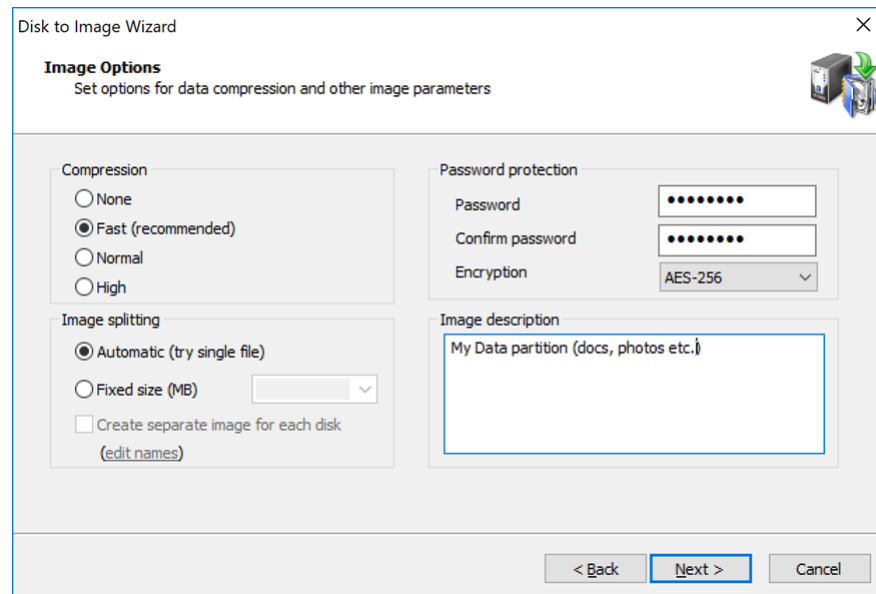 Disk to Image Wizard
Image Options
Set options for data compression and other image parameters
Compression
None
Fast (recommended)
Normal
High
Password protection
Password
Confirm password
Encryption
AES-256
Image splitting
Automatic (try single file)
Fixed size (MB)
Create separate image for each disk
(edit names)
Image description
My Data partition (docs, photos etc.)
< Back
Next >
Cancel